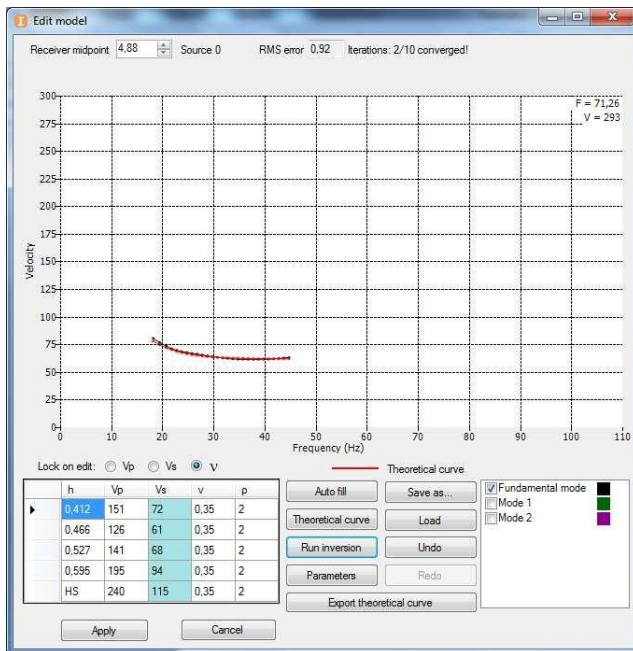 Edit model
Receiver midpoint 4,88 Source 0 RMS error 0,92 Iterations: 2/10 converged!
F = 71,26
V = 293
300
275
250
225
200
175
150
125
100
75
50
25
0
Velocity
0 10 20 30 40 50 60 70 80 90 100 110
Frequency (Hz)
Lock on edit: Vp Vs ν
Theoretical curve
h Vp Vs ν ρ
0,412 151 72 0,35 2
0,466 126 61 0,35 2
0,527 141 68 0,35 2
0,595 195 94 0,35 2
HS 240 115 0,35 2
Auto fill Save as...
Theoretical curve Load
Run inversion Undo
Parameters Redo
Export theoretical curve
Fundamental mode
Mode 1
Mode 2
Apply Cancel